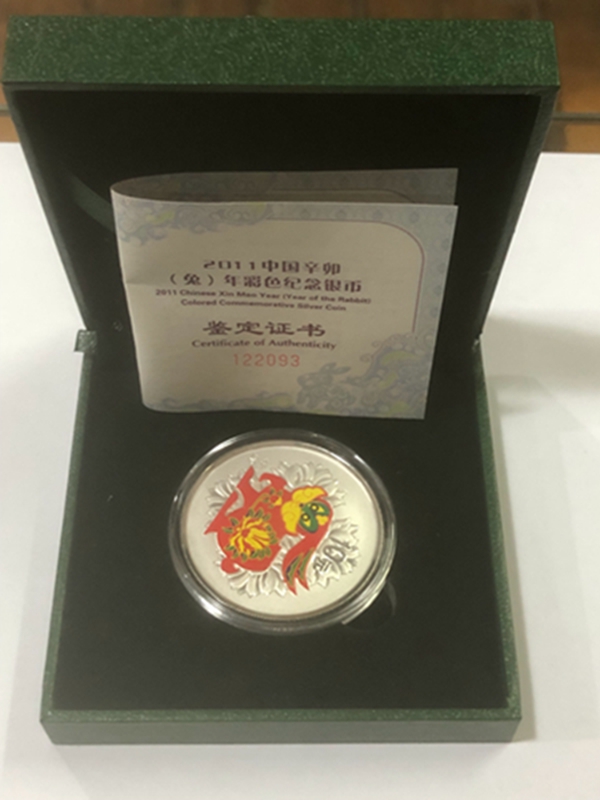 2011中国辛卯
（兔）年彩色纪念银币
2011 Chinese Xin Mao Year (Year of the Rabbit)
Colored Commemorative Silver Coin
鉴定证书
Certificate of Authenticity
122093